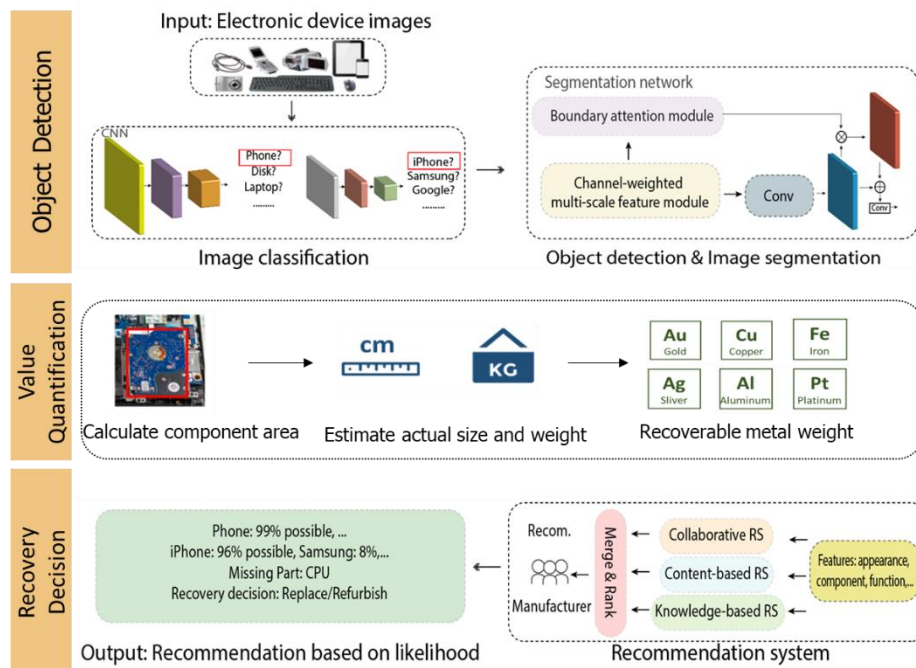 Object Detection
Input: Electronic device images
CNN
Phone?
Disk?
Laptop?
.........
iPhone?
Samsung?
Google?
.........
Image classification
Segmentation network
Boundary attention module
Channel-weighted
multi-scale feature module
Conv
Conv
Object detection & Image segmentation
Value
Quantification
Calculate component area
cm
KG
Estimate actual size and weight
Au
Gold
Cu
Copper
Fe
Iron
Ag
Sliver
Al
Aluminum
Pt
Platinum
Recoverable metal weight
Recovery
Decision
Phone: 99% possible, ...
iPhone: 96% possible, Samsung: 8%,...
Missing Part: CPU
Recovery decision: Replace/Refurbish
Output: Recommendation based on likelihood
Recom.
Manufacturer
Merge & Rank
Collaborative RS
Content-based RS
Knowledge-based RS
Features: appearance,
component, function,...
Recommendation system